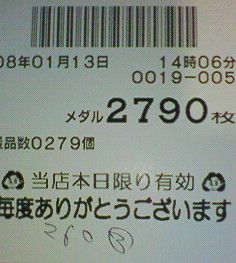 08年01月13日 14時06分
0019-005
メダル2790枚
品数0279個
当店本日限り有効
毎度ありがとうございます